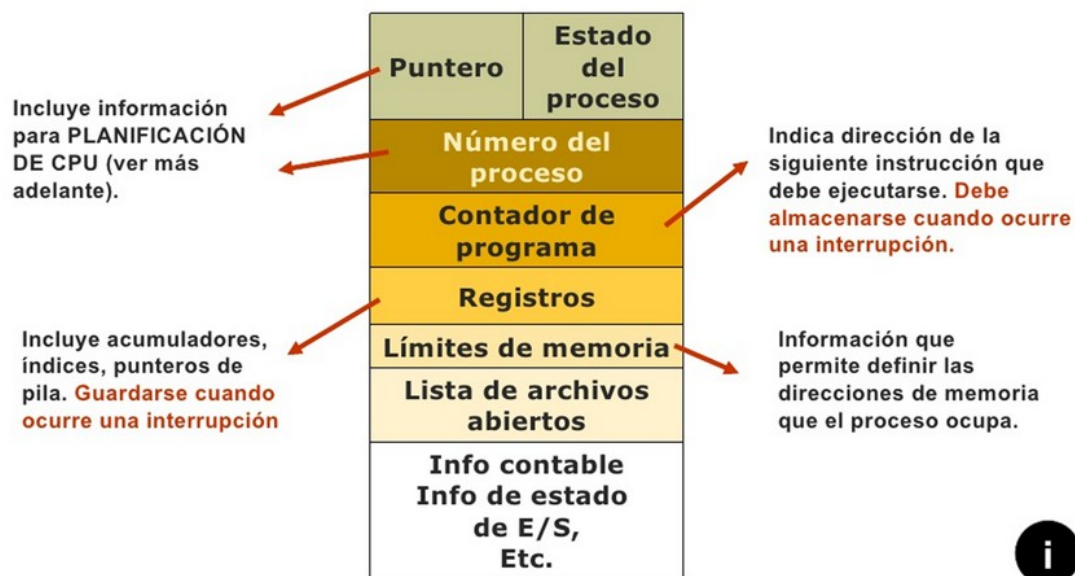 Puntero
Estado
del
proceso
Incluye información
para PLANIFICACIÓN
DE CPU (ver más
adelante).
Número del
proceso
Indica dirección de la
siguiente instrucción que
debe ejecutarse. Debe
almacenarse cuando ocurre
una interrupción.
Contador de
programa
Registros
Incluye acumuladores,
índices, punteros de
pila. Guardarse cuando
ocurre una interrupción
Límites de memoria
Información que
permite definir las
direcciones de memoria
que el proceso ocupa.
Lista de archivos
abiertos
Info contable
Info de estado
de E/S,
Etc.
i